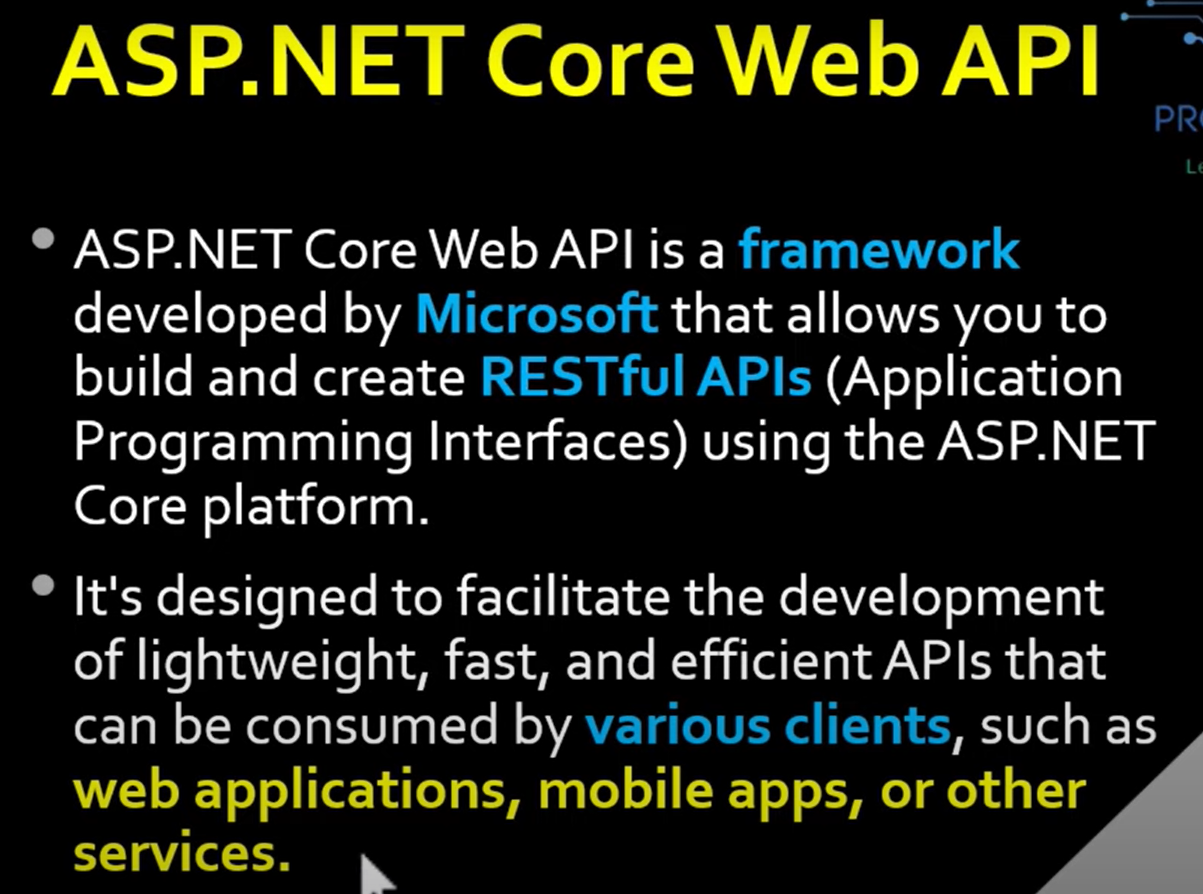 ASP.NET Core Web API
ASP.NET Core Web API is a framework
developed by Microsoft that allows you to
build and create RESTful APIs (Application
Programming Interfaces) using the ASP.NET
Core platform.
It's designed to facilitate the development
of lightweight, fast, and efficient APIs that
can be consumed by various clients, such as
web applications, mobile apps, or other
services.